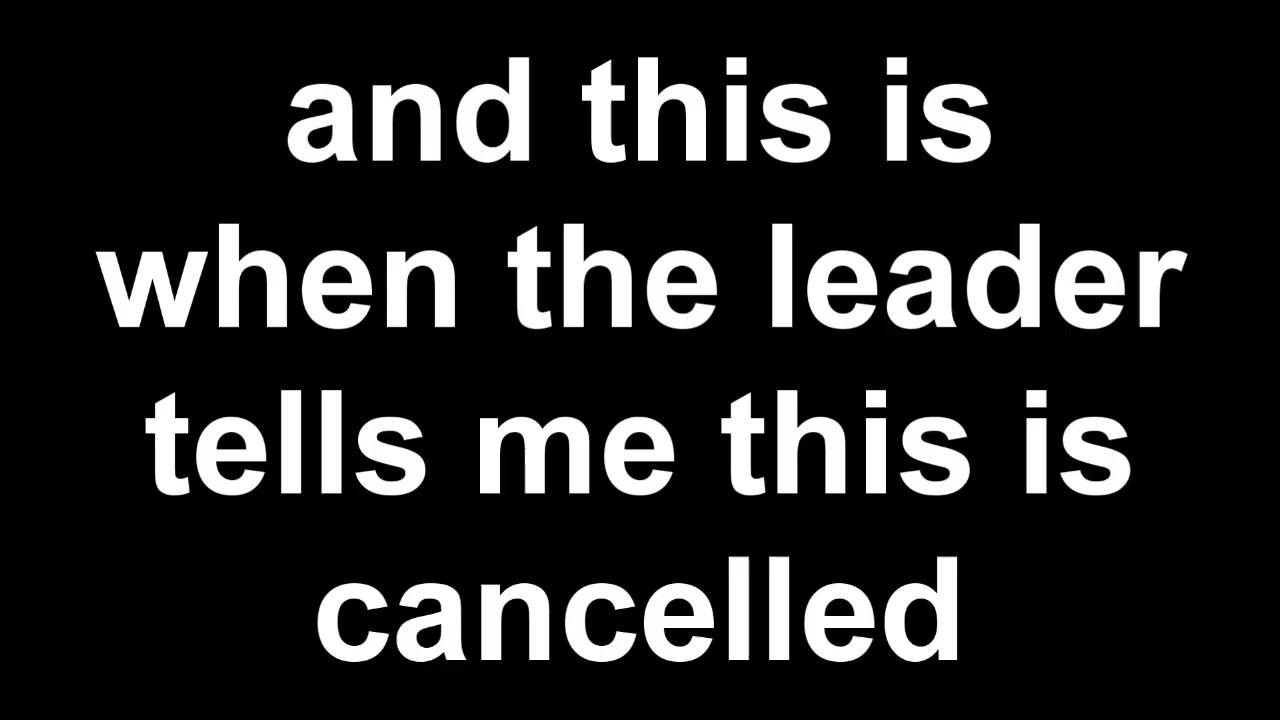 and this is
when the leader
tells me this is
cancelled